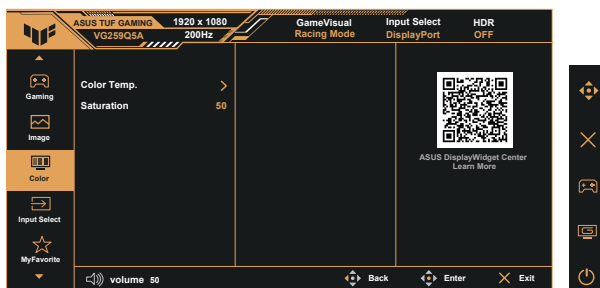 ASUS TUF GAMING
VG259Q5A
1920 x 1080
200Hz
GameVisual
Racing Mode
Input Select
DisplayPort
HDR
OFF
Gaming
Image
Color
Input Select
MyFavorite
Color Temp.
Saturation 50
ASUS DisplayWidget Center
Learn More
volume 50
Back
Enter
Exit